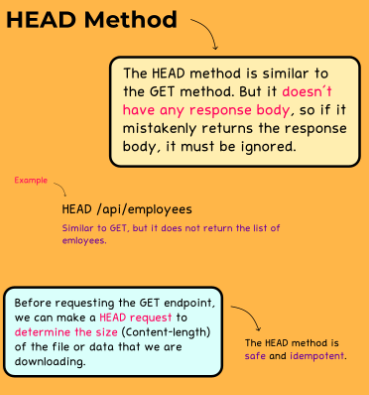 HEAD Method
The HEAD method is similar to
the GET method. But it doesn't
have any response body, so if it
mistakenly returns the response
body, it must be ignored.
Example
HEAD /api/employees
Similar to GET, but it does not return the list of
emloyees.
Before requesting the GET endpoint,
we can make a HEAD request to
determine the size (Content-length)
of the file or data that we are
downloading.
The HEAD method is
safe and idempotent.